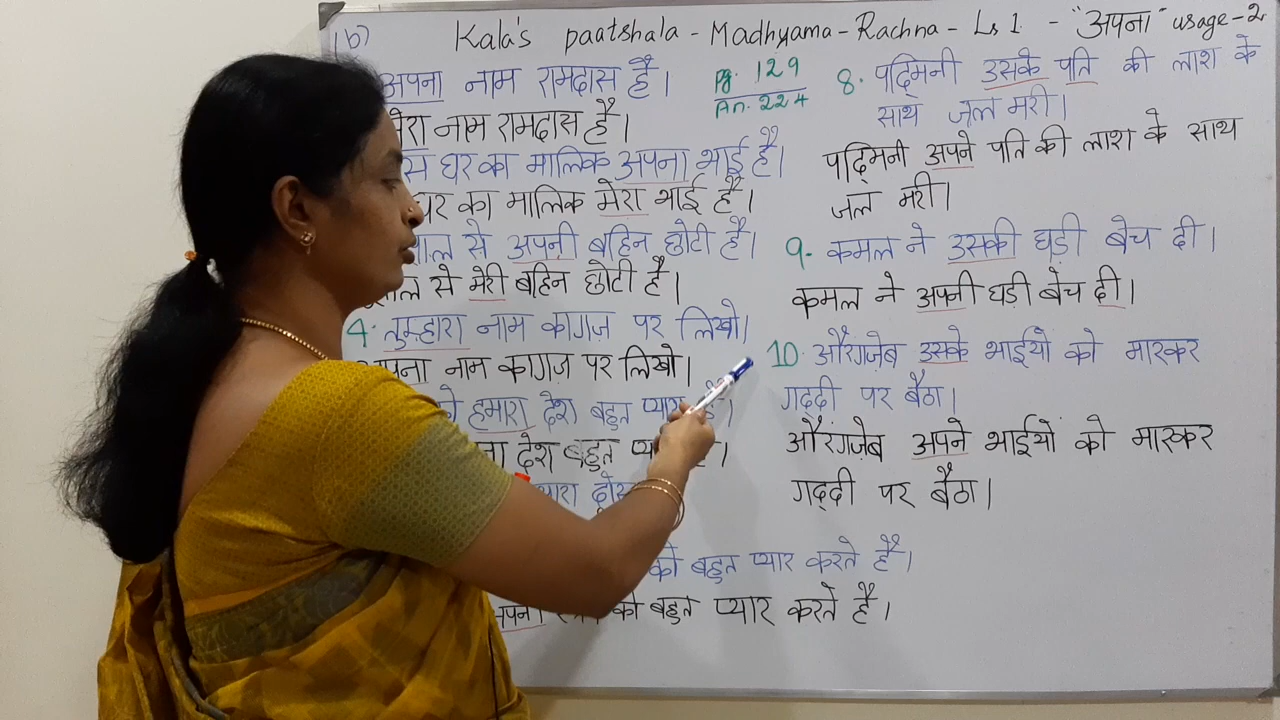 1b) Kala's paatshala - Madhyama - Rachna - Ls 1 - "अपना" usage - 2
अपना नाम रामदास है।
मेरा नाम रामदास है।
घर का मालिक अपना भाई है।
घर का मालिक मेरा भाई है।
से अपनी बहिन छोटी है।
से मेरी बहिन छोटी है।
4. तुम्हारा नाम कागज़ पर लिखो।
अपना नाम कागज़ पर लिखो।
हमारा देश बहुत प्यारा है।
देश बहुत
को बहुत प्यार करते हैं।
को बहुत प्यार करते हैं।
Pg. 129
An. 224
8. पद्मिनी उसके पति की लाश के
साथ जल मरी।
पद्मिनी अपने पति की लाश के साथ
जल मरी।
9. कमल ने उसकी घड़ी बेच दी।
कमल ने अपनी घड़ी बेच दी।
10. औरंगज़ेब उसके भाईयों को मारकर
गद्दी पर बैठा।
औरंगज़ेब अपने भाईयों को मारकर
गद्दी पर बैठा।